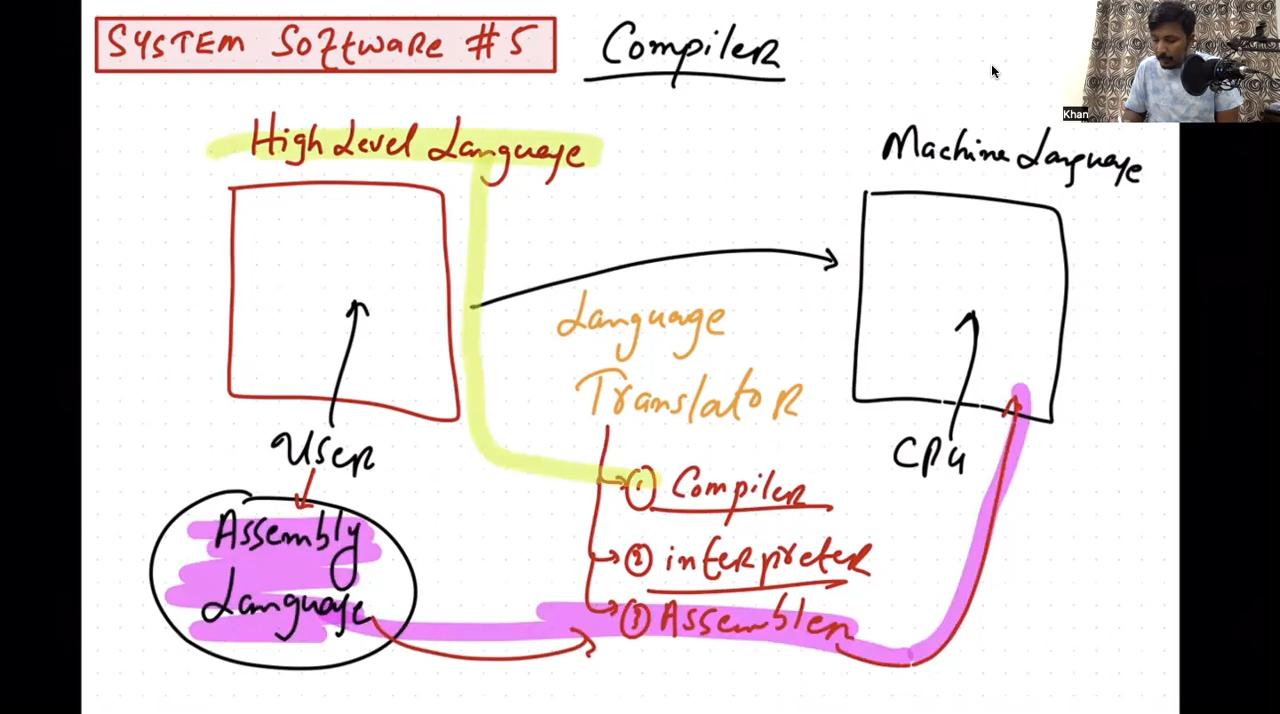 SYSTEM SOFTWARE #5
Compiler
Khan
High Level Language
Machine Language
Language
Translator
User
CPU
① Compiler
② interpreter
③ Assembler
Assembly
Language